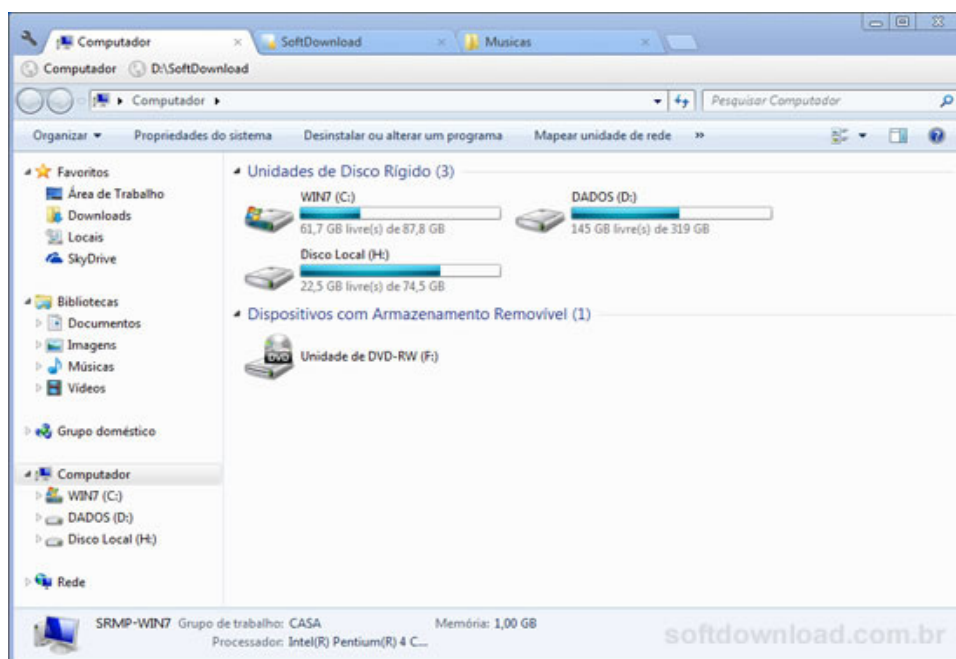 Computador SoftDownload Musicas
Computador D:\SoftDownload
Computador Pesquisar Computador
Organizar Propriedades do sistema Desinstalar ou alterar um programa Mapear unidade de rede »
Favoritos
Área de Trabalho
Downloads
Locais
SkyDrive
Bibliotecas
Documentos
Imagens
Músicas
Vídeos
Grupo doméstico
Computador
WIN7 (C:)
DADOS (D:)
Disco Local (H:)
Rede
Unidades de Disco Rígido (3)
WIN7 (C:)
61,7 GB livre(s) de 87,8 GB
DADOS (D:)
145 GB livre(s) de 319 GB
Disco Local (H:)
22,5 GB livre(s) de 74,5 GB
Dispositivos com Armazenamento Removível (1)
DVD
Unidade de DVD-RW (F:)
SRMP-WIN7 Grupo de trabalho: CASA Memória: 1,00 GB
Processador: Intel(R) Pentium(R) 4 C...
softdownload.com.br